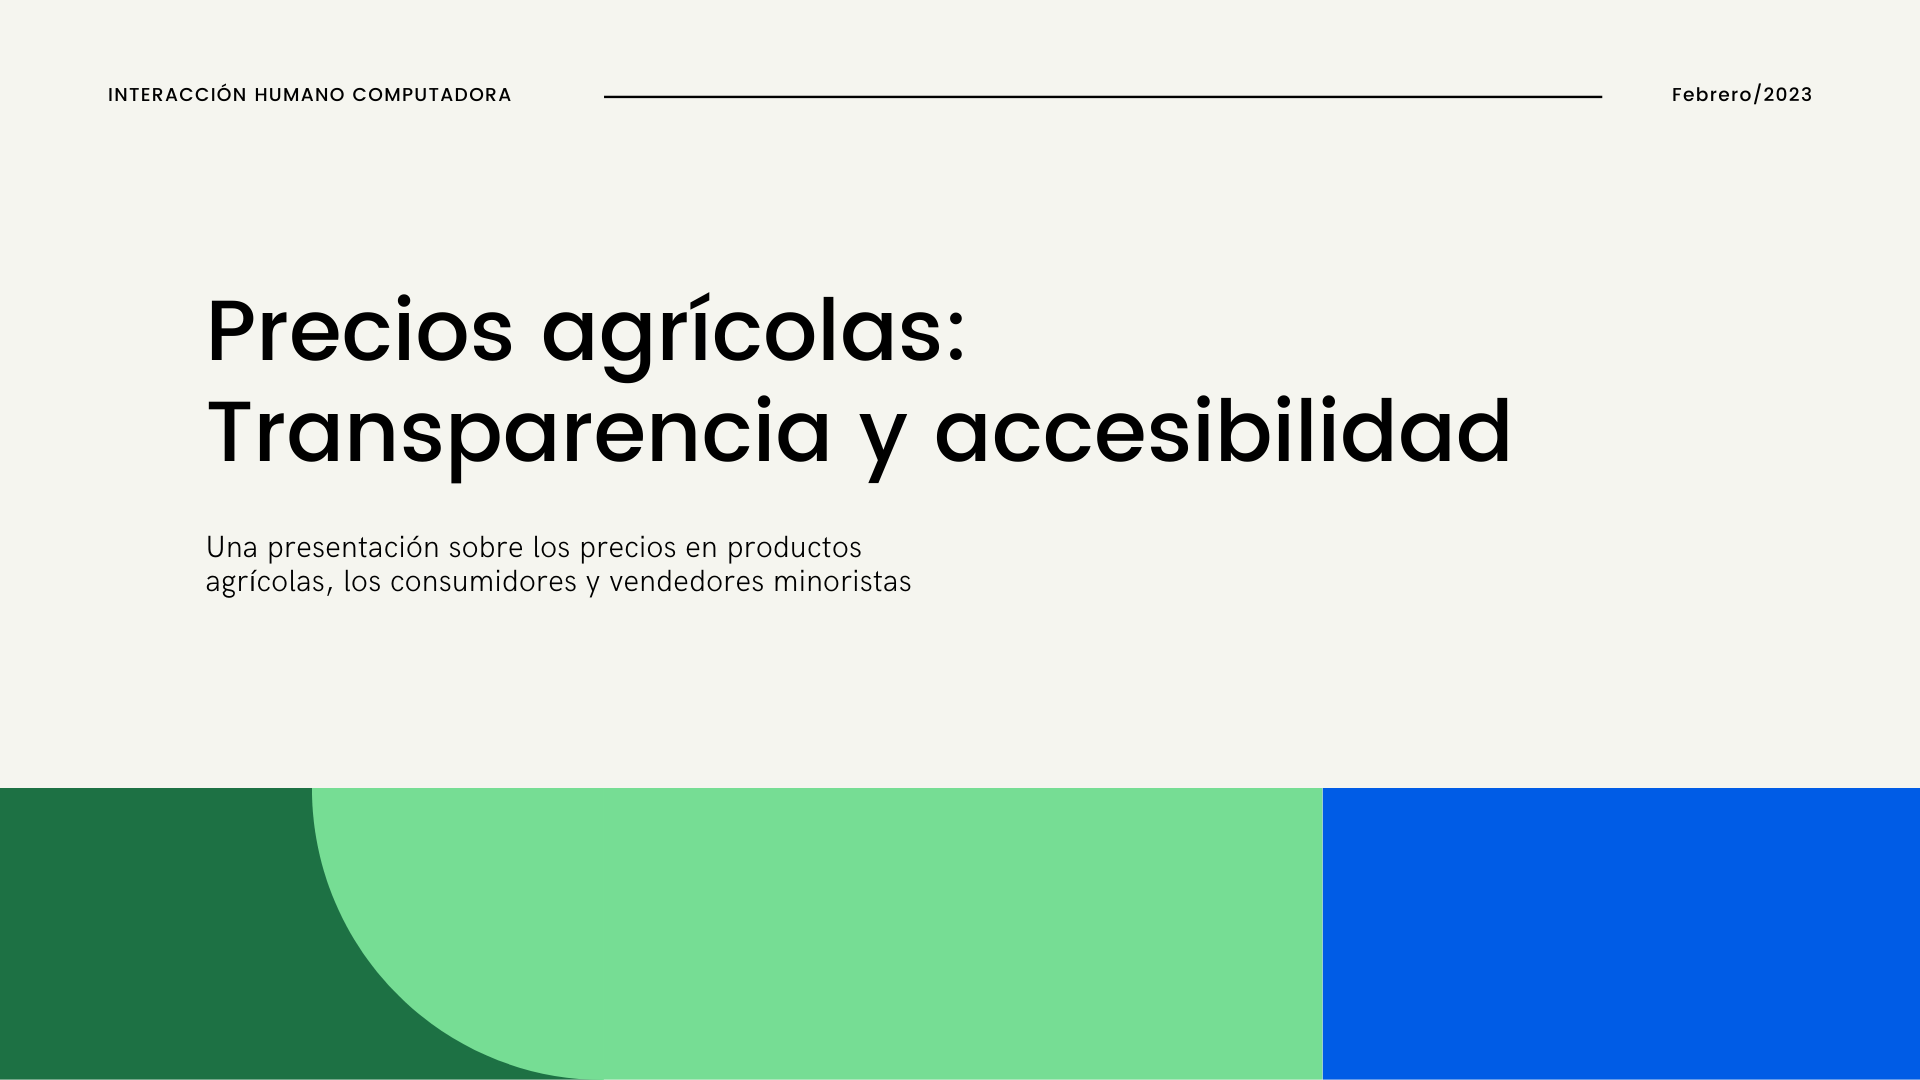 INTERACCIÓN HUMANO COMPUTADORA
Febrero/2023
Precios agrícolas:
Transparencia y accesibilidad
Una presentación sobre los precios en productos
agrícolas, los consumidores y vendedores minoristas